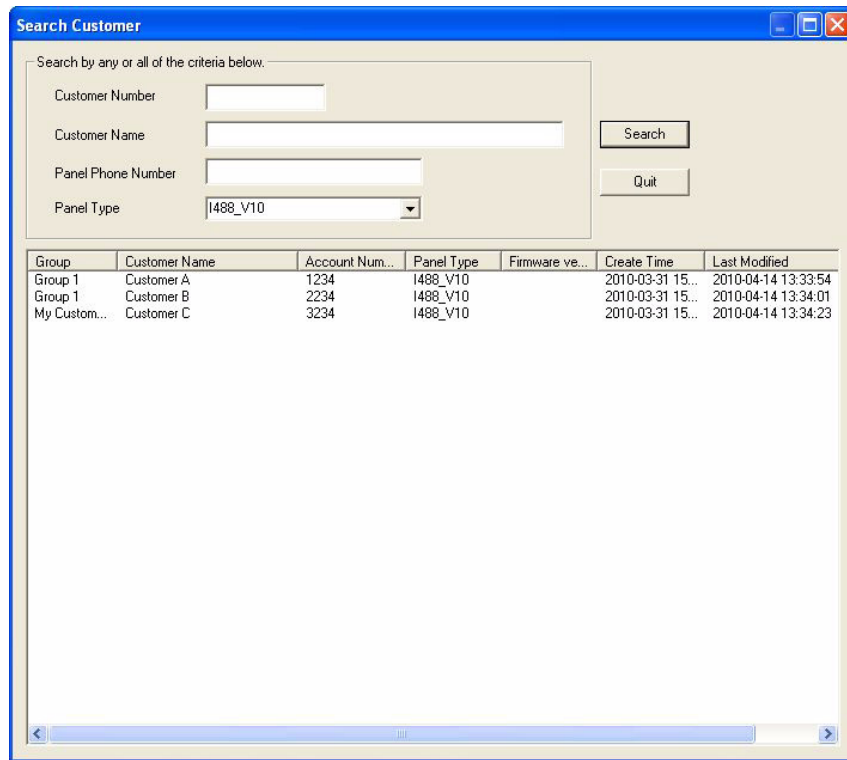 Search Customer
Search by any or all of the criteria below.
Customer Number
Customer Name
Search
Panel Phone Number
Quit
Panel Type I488_V10
Group Customer Name Account Num... Panel Type Firmware ve... Create Time Last Modified
Group 1 Customer A 1234 I488_V10 2010-03-31 15... 2010-04-14 13:33:54
Group 1 Customer B 2234 I488_V10 2010-03-31 15... 2010-04-14 13:34:01
My Custom... Customer C 3234 I488_V10 2010-03-31 15... 2010-04-14 13:34:23